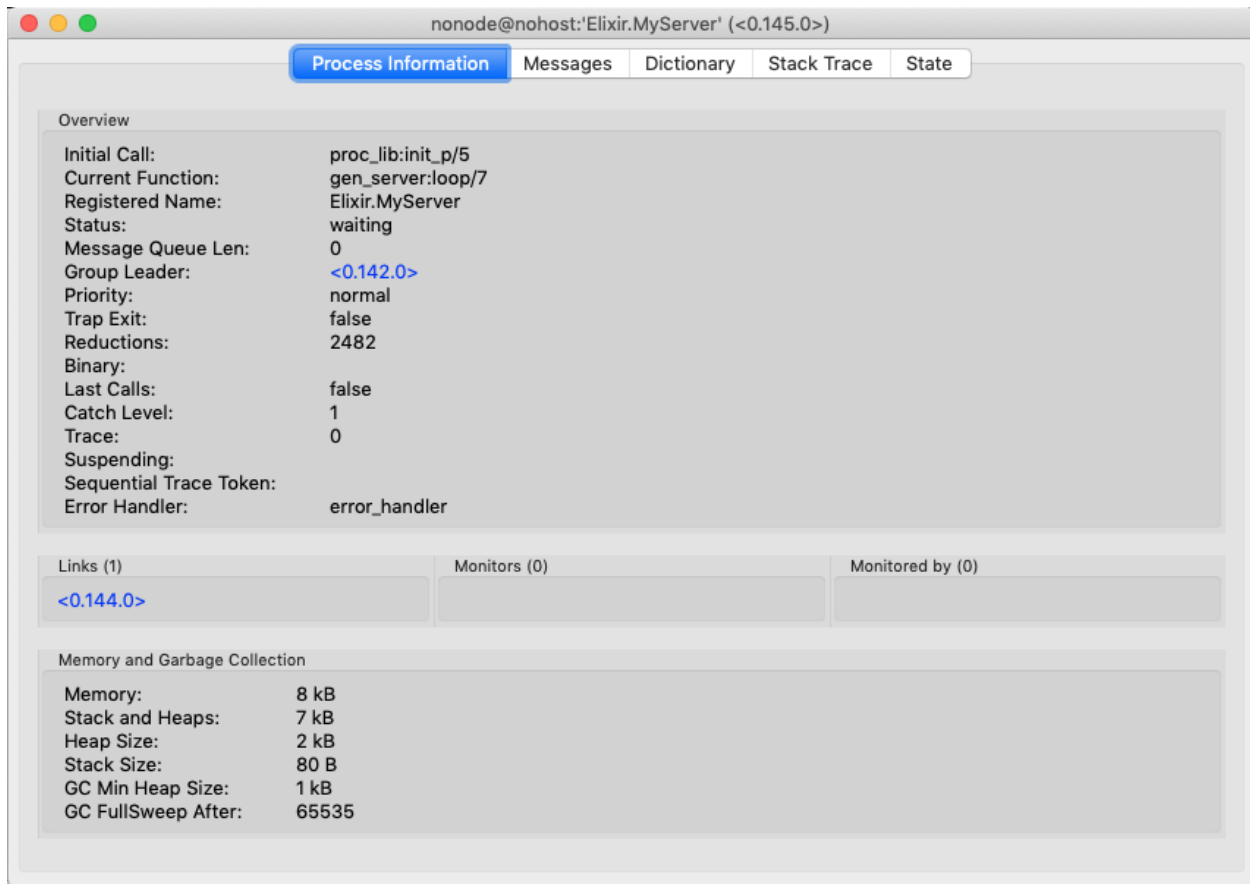 nonode@nohost:'Elixir.MyServer' (<0.145.0>)
Process Information Messages Dictionary Stack Trace State
Overview
Initial Call: proc_lib:init_p/5
Current Function: gen_server:loop/7
Registered Name: Elixir.MyServer
Status: waiting
Message Queue Len: 0
Group Leader: <0.142.0>
Priority: normal
Trap Exit: false
Reductions: 2482
Binary:
Last Calls: false
Catch Level: 1
Trace: 0
Suspending:
Sequential Trace Token:
Error Handler: error_handler
Links (1) Monitors (0) Monitored by (0)
<0.144.0>
Memory and Garbage Collection
Memory: 8 kB
Stack and Heaps: 7 kB
Heap Size: 2 kB
Stack Size: 80 B
GC Min Heap Size: 1 kB
GC FullSweep After: 65535